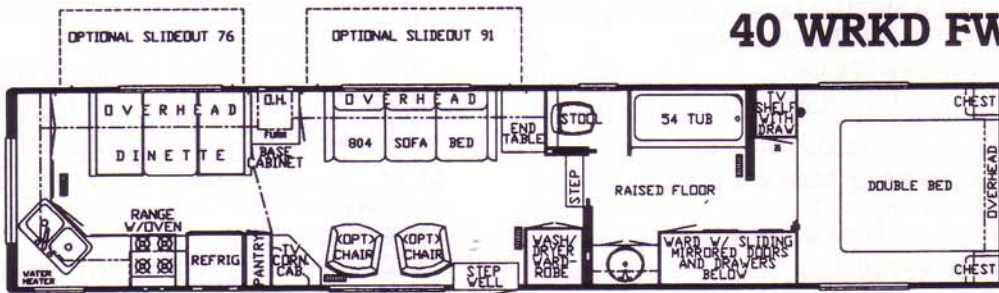 OPTIONAL SLIDEOUT 76
OPTIONAL SLIDEOUT 91
40 WRKD FW
OVERHEAD
DINETTE
O.H.
FURN
BASE
CABINET
OVERHEAD
804 SOFA BED
END
TABLE
STOOL
54 TUB
TV
SHELF
WITH
DRAW
CHEST
DOUBLE BED
OVERHEAD
CHEST
STEP
RAISED FLOOR
RANGE
W/OVEN
WATER
HEATER
REFRIG
PANTRY
TV
CORN.
CAB.
<OPT>
CHAIR
<OPT>
CHAIR
STEP
WELL
WASH/
DRYER
WARD
ROBE
WARD W/ SLIDING
MIRRORED DOORS
AND DRAWERS
BELOW